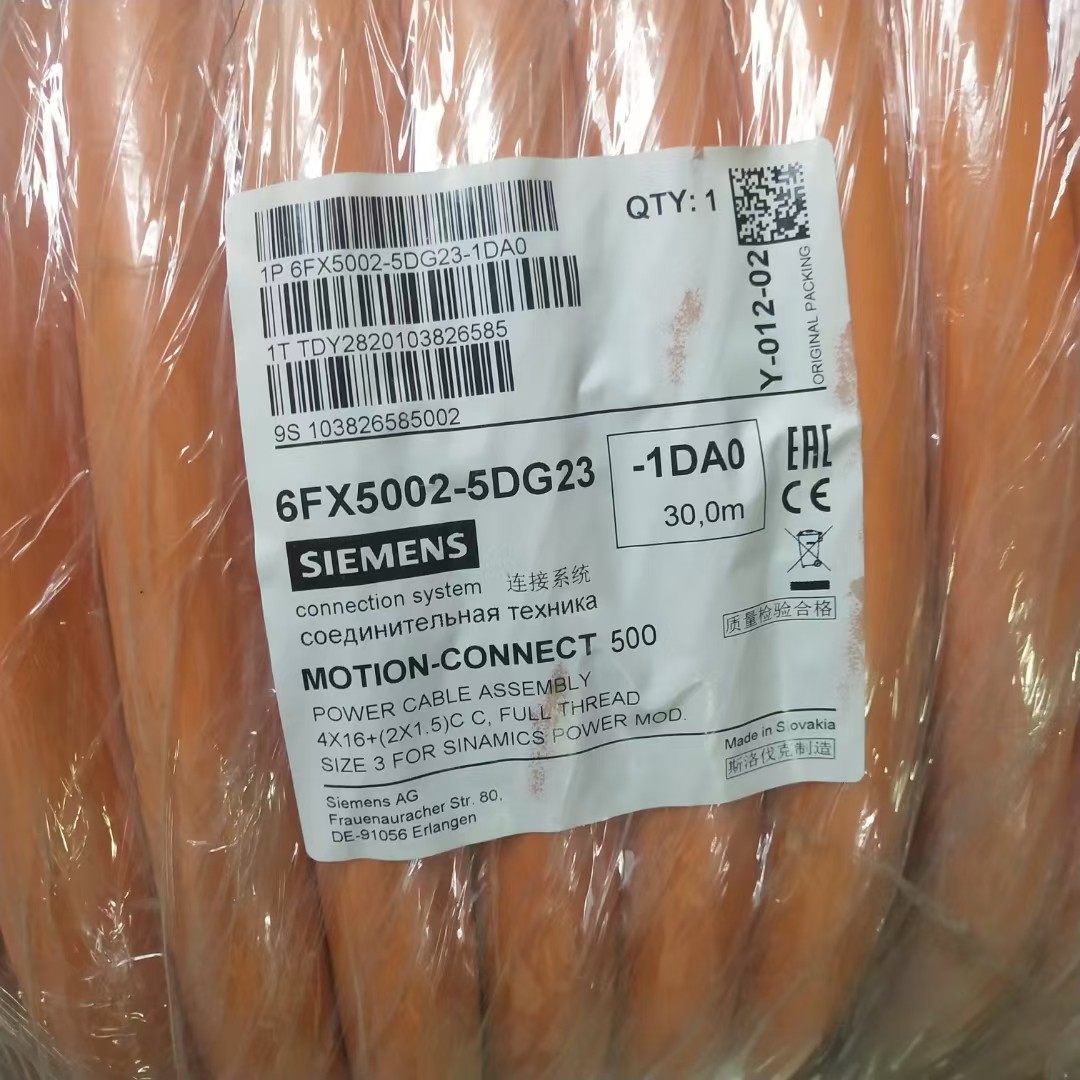 1P 6FX5002-5DG23-1DA0
1T TDY2820103826585
9S 103826585002
QTY: 1
Y-012-02
ORIGINAL PACKING
6FX5002-5DG23
-1DA0
30,0m
EAC
CE
SIEMENS
connection system 连接系统
соединительная техника
质量检验合格
MOTION-CONNECT 500
POWER CABLE ASSEMBLY
4X16+(2X1.5)C C, FULL THREAD
SIZE 3 FOR SINAMICS POWER MOD.
Made in Slovakia
斯洛伐克制造
Siemens AG
Frauenauracher Str. 80,
DE-91056 Erlangen